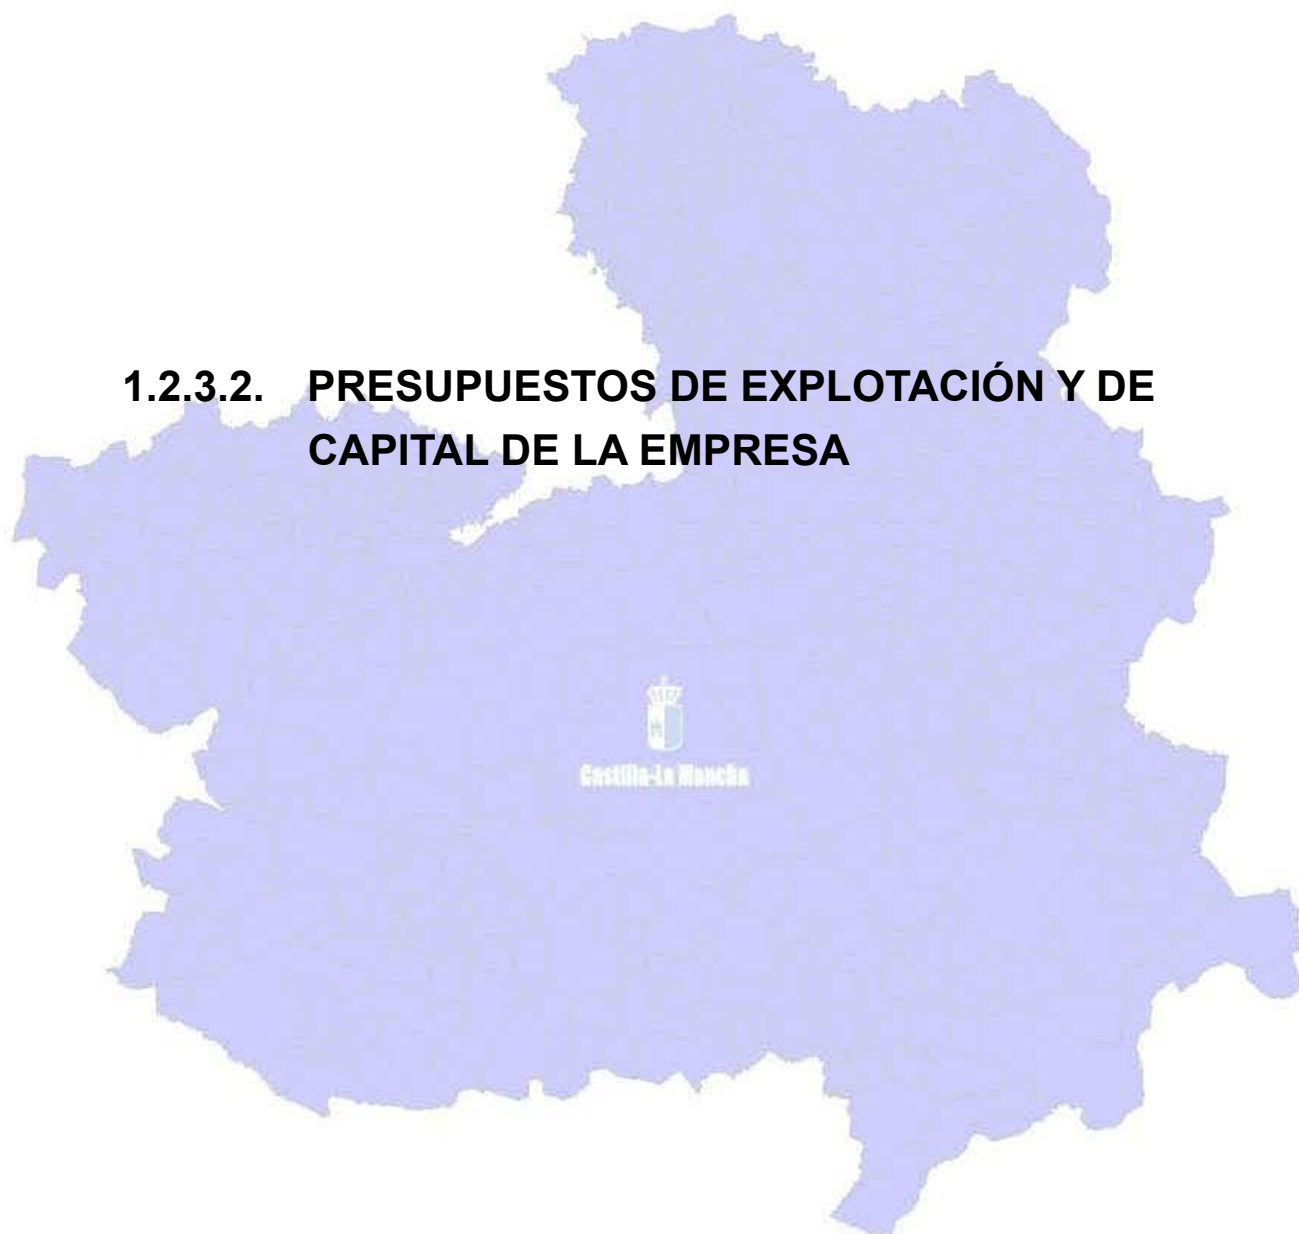 1.2.3.2. PRESUPUESTOS DE EXPLOTACIÓN Y DE
CAPITAL DE LA EMPRESA
Castilla-La Mancha